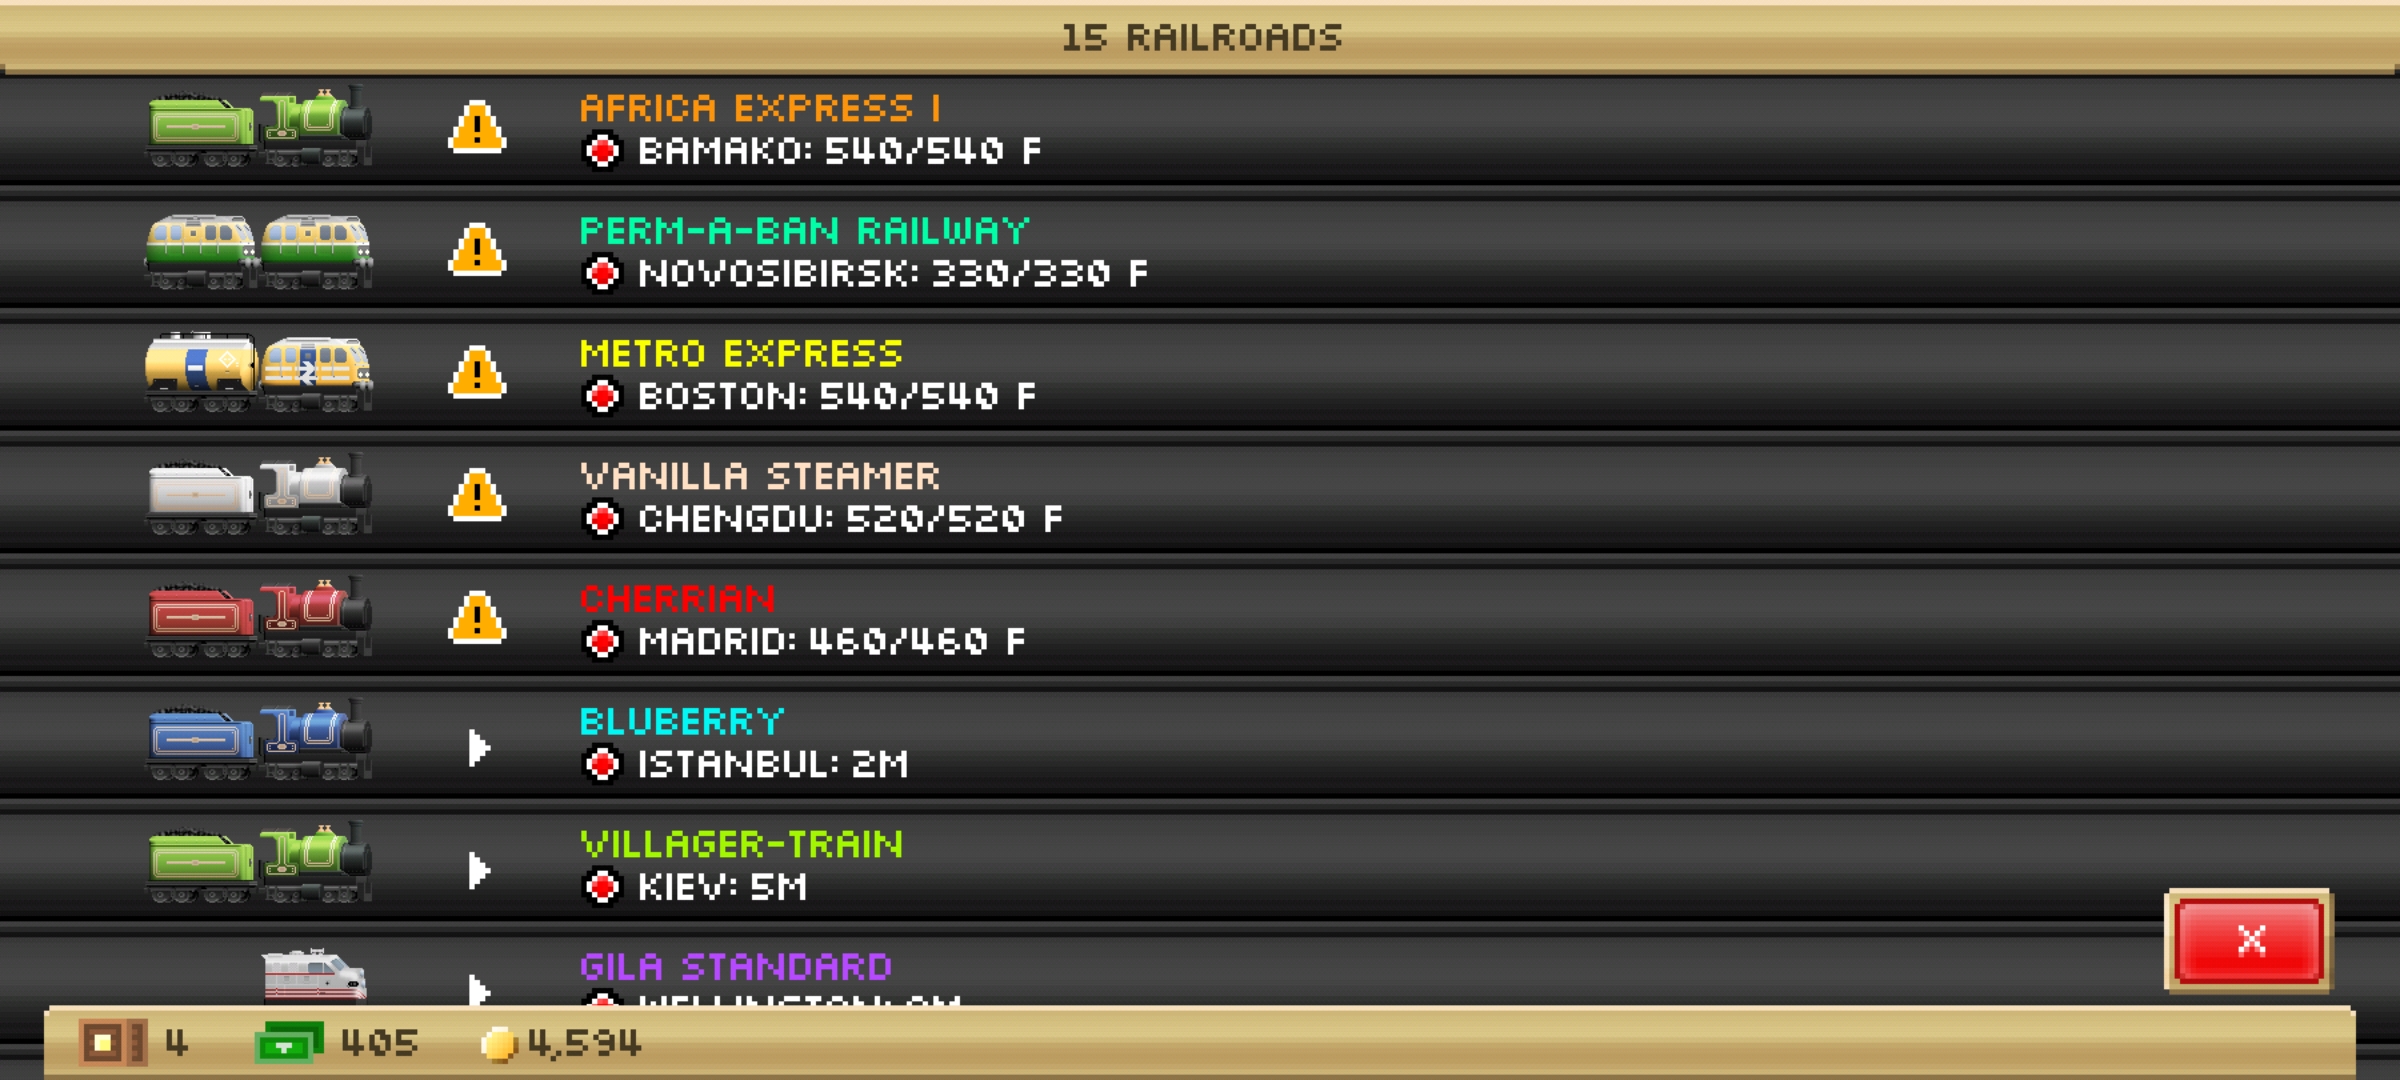 15 RAILROADS
AFRICA EXPRESS I
BAMAKO: 540/540 F
PERM-A-BAN RAILWAY
NOVOSIBIRSK: 330/330 F
METRO EXPRESS
BOSTON: 540/540 F
VANILLA STEAMER
CHENGDU: 520/520 F
CHERRIAN
MADRID: 460/460 F
BLUBERRY
ISTANBUL: 2M
VILLAGER-TRAIN
KIEV: 5M
GILA STANDARD
X
4 405 4,594